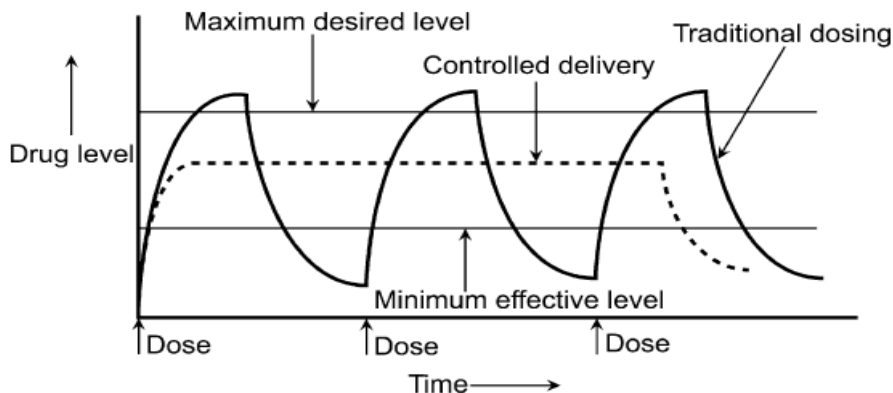 Maximum desired level
Traditional dosing
Controlled delivery
Drug level
Minimum effective level
Dose
Dose
Dose
Time